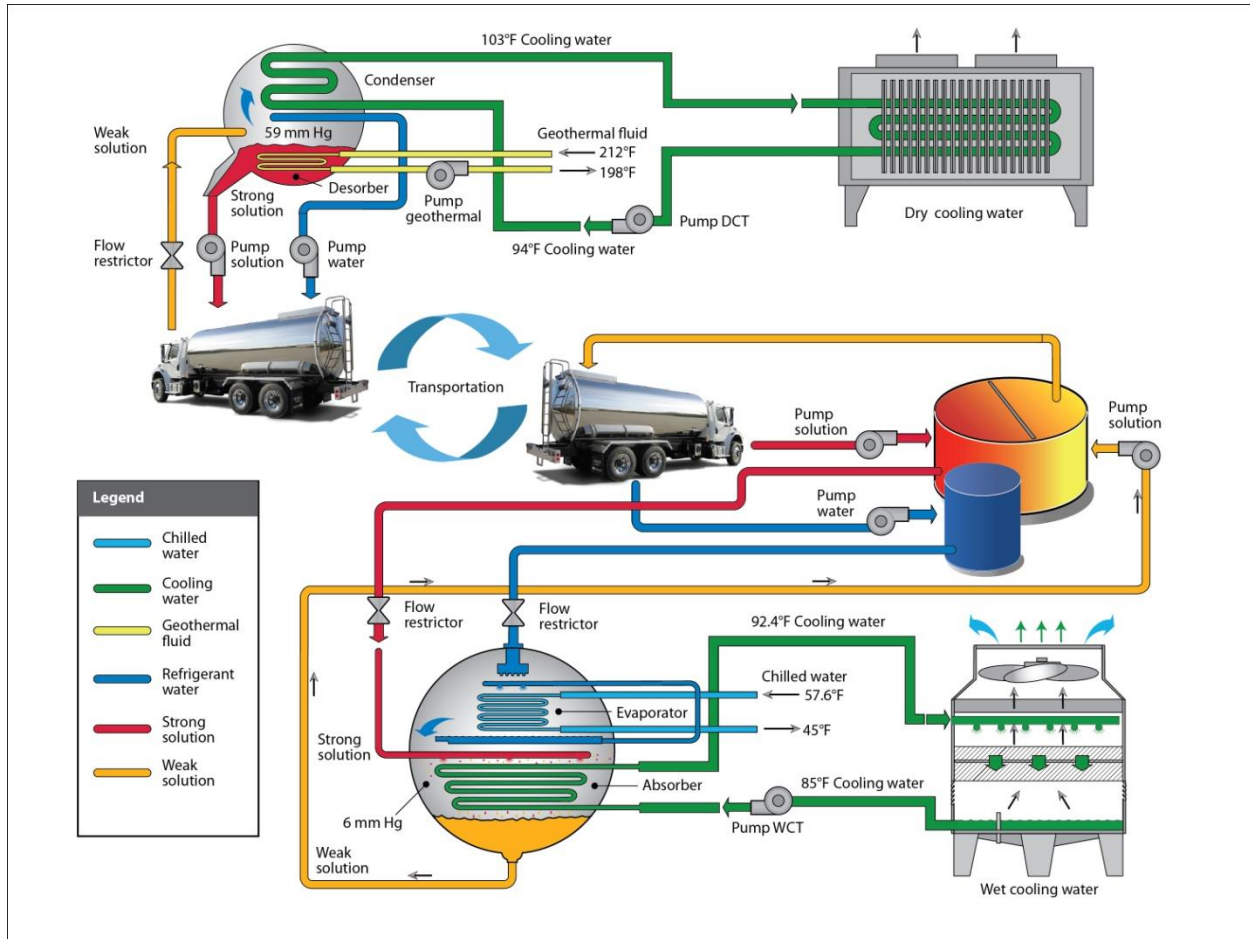 103°F Cooling water
Condenser
59 mm Hg
Weak
solution
Geothermal fluid
212°F
198°F
Desorber
Strong
solution
Pump
geothermal
Pump DCT
Dry cooling water
94°F Cooling water
Flow
restrictor
Pump
solution
Pump
water
Transportation
Pump
solution
Pump
solution
Pump
water
Legend
Chilled
water
Cooling
water
Geothermal
fluid
Refrigerant
water
Strong
solution
Weak
solution
Flow
restrictor
Flow
restrictor
92.4°F Cooling water
Chilled water
57.6°F
Evaporator
45°F
Strong
solution
Absorber
85°F Cooling water
6 mm Hg
Pump WCT
Weak
solution
Wet cooling water